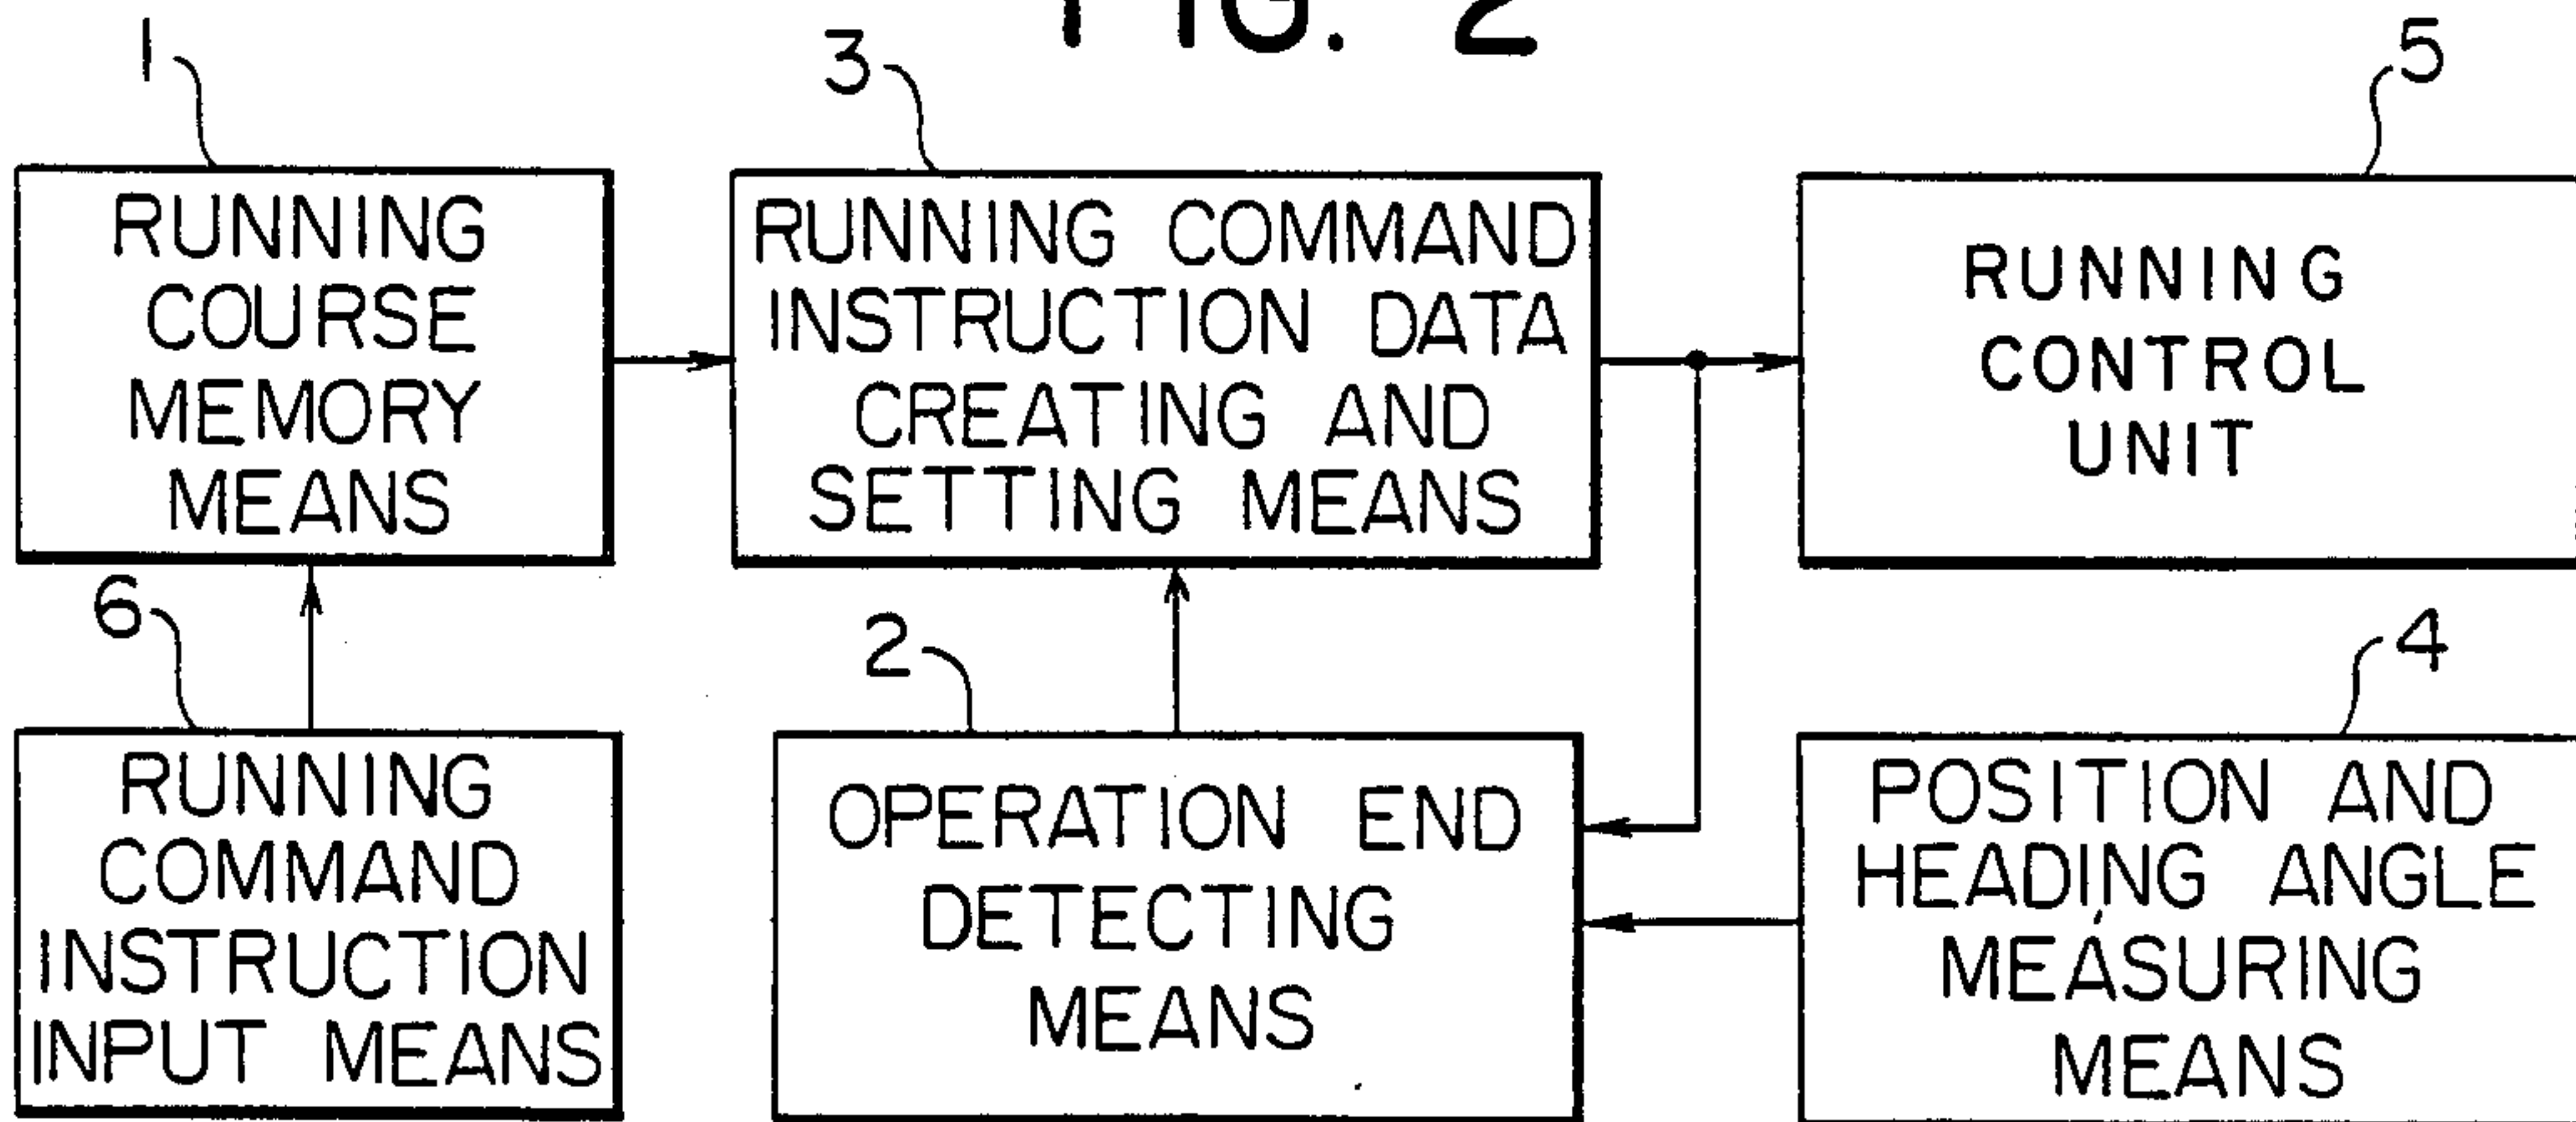 FIG. 2
1
3
5
RUNNING
COURSE
MEMORY
MEANS
RUNNING COMMAND
INSTRUCTION DATA
CREATING AND
SETTING MEANS
RUNNING
CONTROL
UNIT
6
2
4
RUNNING
COMMAND
INSTRUCTION
INPUT MEANS
OPERATION END
DETECTING
MEANS
POSITION AND
HEADING ANGLE
MEASURING
MEANS